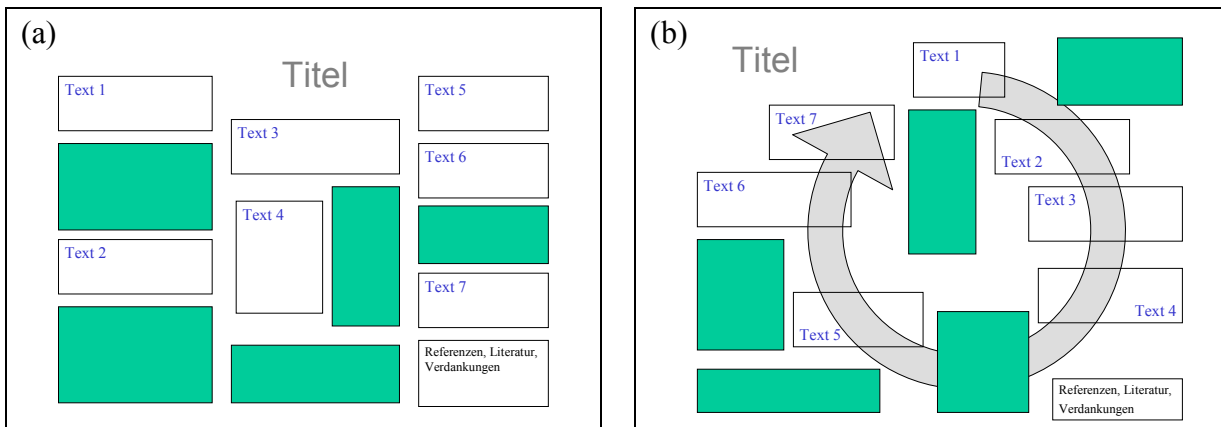 (a)
Titel
Text 1
Text 2
Text 3
Text 4
Text 5
Text 6
Text 7
Referenzen, Literatur,
Verdankungen
(b)
Titel
Text 1
Text 2
Text 3
Text 4
Text 5
Text 6
Text 7
Referenzen, Literatur,
Verdankungen